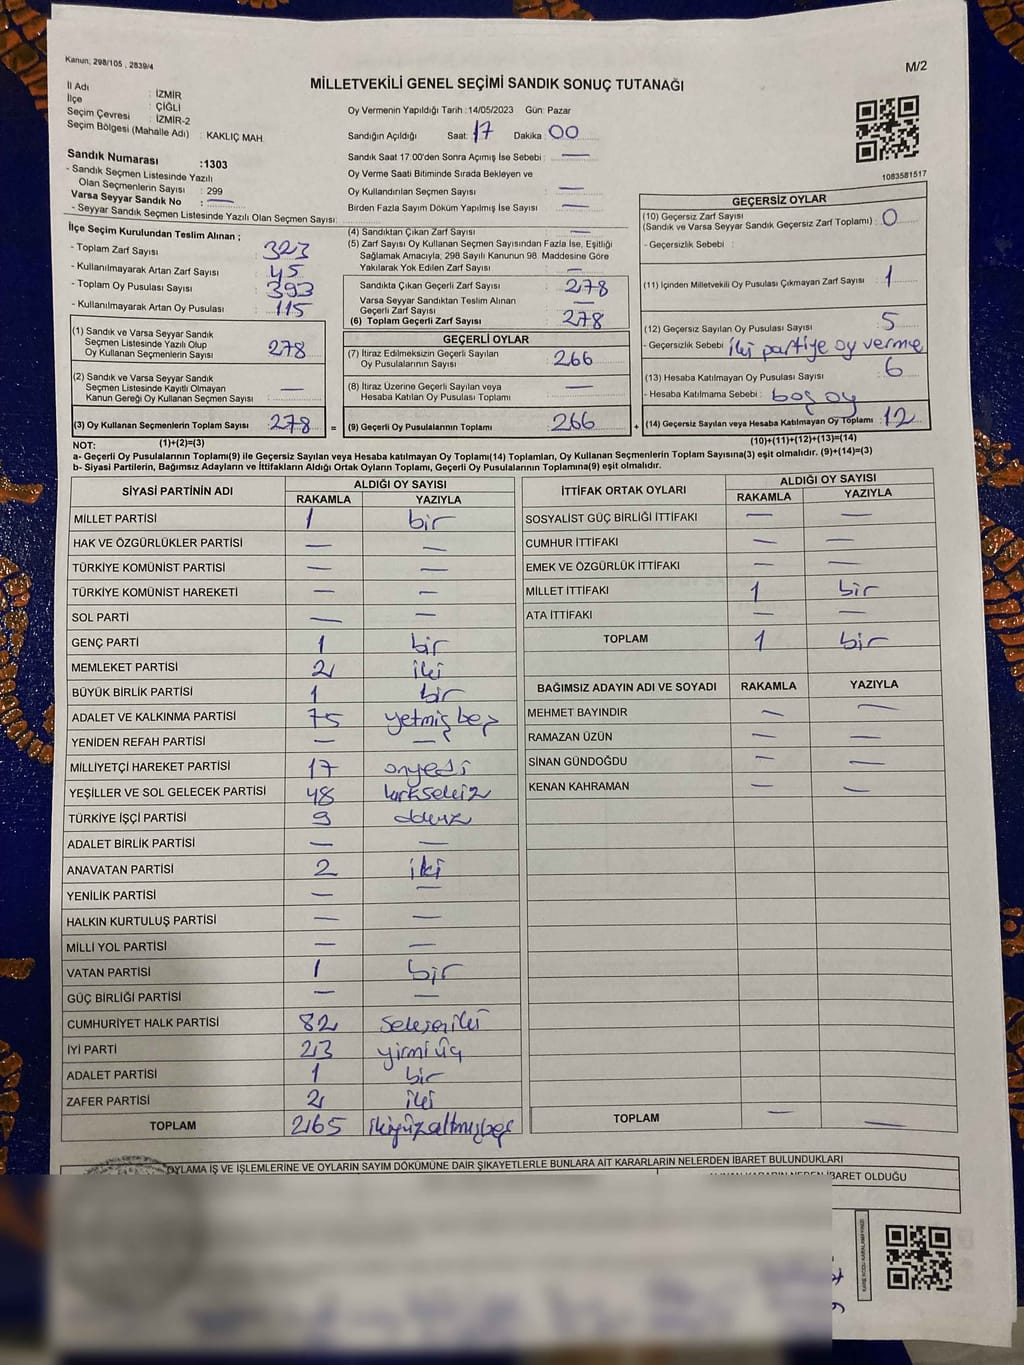 Kanun; 298/105 , 2839/4
M/2
MİLLETVEKİLİ GENEL SEÇİMİ SANDIK SONUÇ TUTANAĞI
İl Adı : İZMİR
İlçe : ÇİĞLİ
Seçim Çevresi : İZMİR-2
Seçim Bölgesi (Mahalle Adı) : KAKLIÇ MAH.
Sandık Numarası :1303
- Sandık Seçmen Listesinde Yazılı
Olan Seçmenlerin Sayısı : 299
Varsa Seyyar Sandık No : —
- Seyyar Sandık Seçmen Listesinde Yazılı Olan Seçmen Sayısı:
Oy Vermenin Yapıldığı Tarih :14/05/2023 Gün: Pazar
Sandığın Açıldığı Saat: 17 Dakika 00
Sandık Saat 17:00'den Sonra Açımış İse Sebebi : —
Oy Verme Saati Bitiminde Sırada Bekleyen ve
Oy Kullandırılan Seçmen Sayısı : —
Birden Fazla Sayım Döküm Yapılmış İse Sayısı : —
1083581517
İlçe Seçim Kurulundan Teslim Alınan ;
- Toplam Zarf Sayısı : 323
- Kullanılmayarak Artan Zarf Sayısı : 45
- Toplam Oy Pusulası Sayısı : 393
- Kullanılmayarak Artan Oy Pusulası : 115
(1) Sandık ve Varsa Seyyar Sandık
Seçmen Listesinde Yazılı Olup
Oy Kullanan Seçmenlerin Sayısı : 278
(2) Sandık ve Varsa Seyyar Sandık
Seçmen Listesinde Kayıtlı Olmayan
Kanun Gereği Oy Kullanan Seçmen Sayısı : —
(3) Oy Kullanan Seçmenlerin Toplam Sayısı : 278 =
(4) Sandıktan Çıkan Zarf Sayısı : —
(5) Zarf Sayısı Oy Kullanan Seçmen Sayısından Fazla İse, Eşitliği
Sağlamak Amacıyla; 298 Sayılı Kanunun 98. Maddesine Göre
Yakılarak Yok Edilen Zarf Sayısı : —
Sandıkta Çıkan Geçerli Zarf Sayısı : 278
Varsa Seyyar Sandıktan Teslim Alınan
Geçerli Zarf Sayısı : —
(6) Toplam Geçerli Zarf Sayısı : 278
GEÇERLİ OYLAR
(7) İtiraz Edilmeksizin Geçerli Sayılan
Oy Pusulalarının Sayısı : 266
(8) İtiraz Üzerine Geçerli Sayılan veya
Hesaba Katılan Oy Pusulası Toplamı : —
(9) Geçerli Oy Pusulalarının Toplamı : 266 +
GEÇERSİZ OYLAR
(10) Geçersiz Zarf Sayısı
(Sandık ve Varsa Seyyar Sandık Geçersiz Zarf Toplamı) : 0
- Geçersizlik Sebebi :
(11) İçinden Milletvekili Oy Pusulası Çıkmayan Zarf Sayısı : 1
(12) Geçersiz Sayılan Oy Pusulası Sayısı : 5
- Geçersizlik Sebebi : iki partiye oy verme
(13) Hesaba Katılmayan Oy Pusulası Sayısı : 6
- Hesaba Katılmama Sebebi : boş oy
(14) Geçersiz Sayılan veya Hesaba Katılmayan Oy Toplamı : 12
NOT: (1)+(2)=(3) (10)+(11)+(12)+(13)=(14)
a- Geçerli Oy Pusulalarının Toplamı(9) ile Geçersiz Sayılan veya Hesaba katılmayan Oy Toplamı(14) Toplamları, Oy Kullanan Seçmenlerin Toplam Sayısına(3) eşit olmalıdır. (9)+(14)=(3)
b- Siyasi Partilerin, Bağımsız Adayların ve İttifakların Aldığı Ortak Oyların Toplamı, Geçerli Oy Pusulalarının Toplamına(9) eşit olmalıdır.
SİYASİ PARTİNİN ADI ALDIĞI OY SAYISI
RAKAMLA YAZIYLA
MİLLET PARTİSİ 1 bir
HAK VE ÖZGÜRLÜKLER PARTİSİ — —
TÜRKİYE KOMÜNİST PARTİSİ — —
TÜRKİYE KOMÜNİST HAREKETİ — —
SOL PARTİ — —
GENÇ PARTİ 1 bir
MEMLEKET PARTİSİ 2 iki
BÜYÜK BİRLİK PARTİSİ 1 bir
ADALET VE KALKINMA PARTİSİ 75 yetmiş beş
YENİDEN REFAH PARTİSİ — —
MİLLİYETÇİ HAREKET PARTİSİ 17 onyedi
YEŞİLLER VE SOL GELECEK PARTİSİ 48 kırksekiz
TÜRKİYE İŞÇİ PARTİSİ 9 dokuz
ADALET BİRLİK PARTİSİ — —
ANAVATAN PARTİSİ 2 iki
YENİLİK PARTİSİ — —
HALKIN KURTULUŞ PARTİSİ — —
MİLLİ YOL PARTİSİ — —
VATAN PARTİSİ 1 bir
GÜÇ BİRLİĞİ PARTİSİ — —
CUMHURİYET HALK PARTİSİ 82 seksen iki
İYİ PARTİ 23 yirmi üç
ADALET PARTİSİ 1 bir
ZAFER PARTİSİ 2 iki
TOPLAM 265 ikiyüzaltmışbeş
İTTİFAK ORTAK OYLARI ALDIĞI OY SAYISI
RAKAMLA YAZIYLA
SOSYALİST GÜÇ BİRLİĞİ İTTİFAKI — —
CUMHUR İTTİFAKI — —
EMEK VE ÖZGÜRLÜK İTTİFAKI — —
MİLLET İTTİFAKI 1 bir
ATA İTTİFAKI — —
TOPLAM 1 bir
BAĞIMSIZ ADAYIN ADI VE SOYADI RAKAMLA YAZIYLA
MEHMET BAYINDIR — —
RAMAZAN ÜZÜN — —
SİNAN GÜNDOĞDU — —
KENAN KAHRAMAN — —
TOPLAM — —
OYLAMA İŞ VE İŞLEMLERİNE VE OYLARIN SAYIM DÖKÜMÜNE DAİR ŞİKAYETLERLE BUNLARA AİT KARARLARIN NELERDEN İBARET BULUNDUKLARI
ALINAN KARARIN NEDEN İBARET OLDUĞU